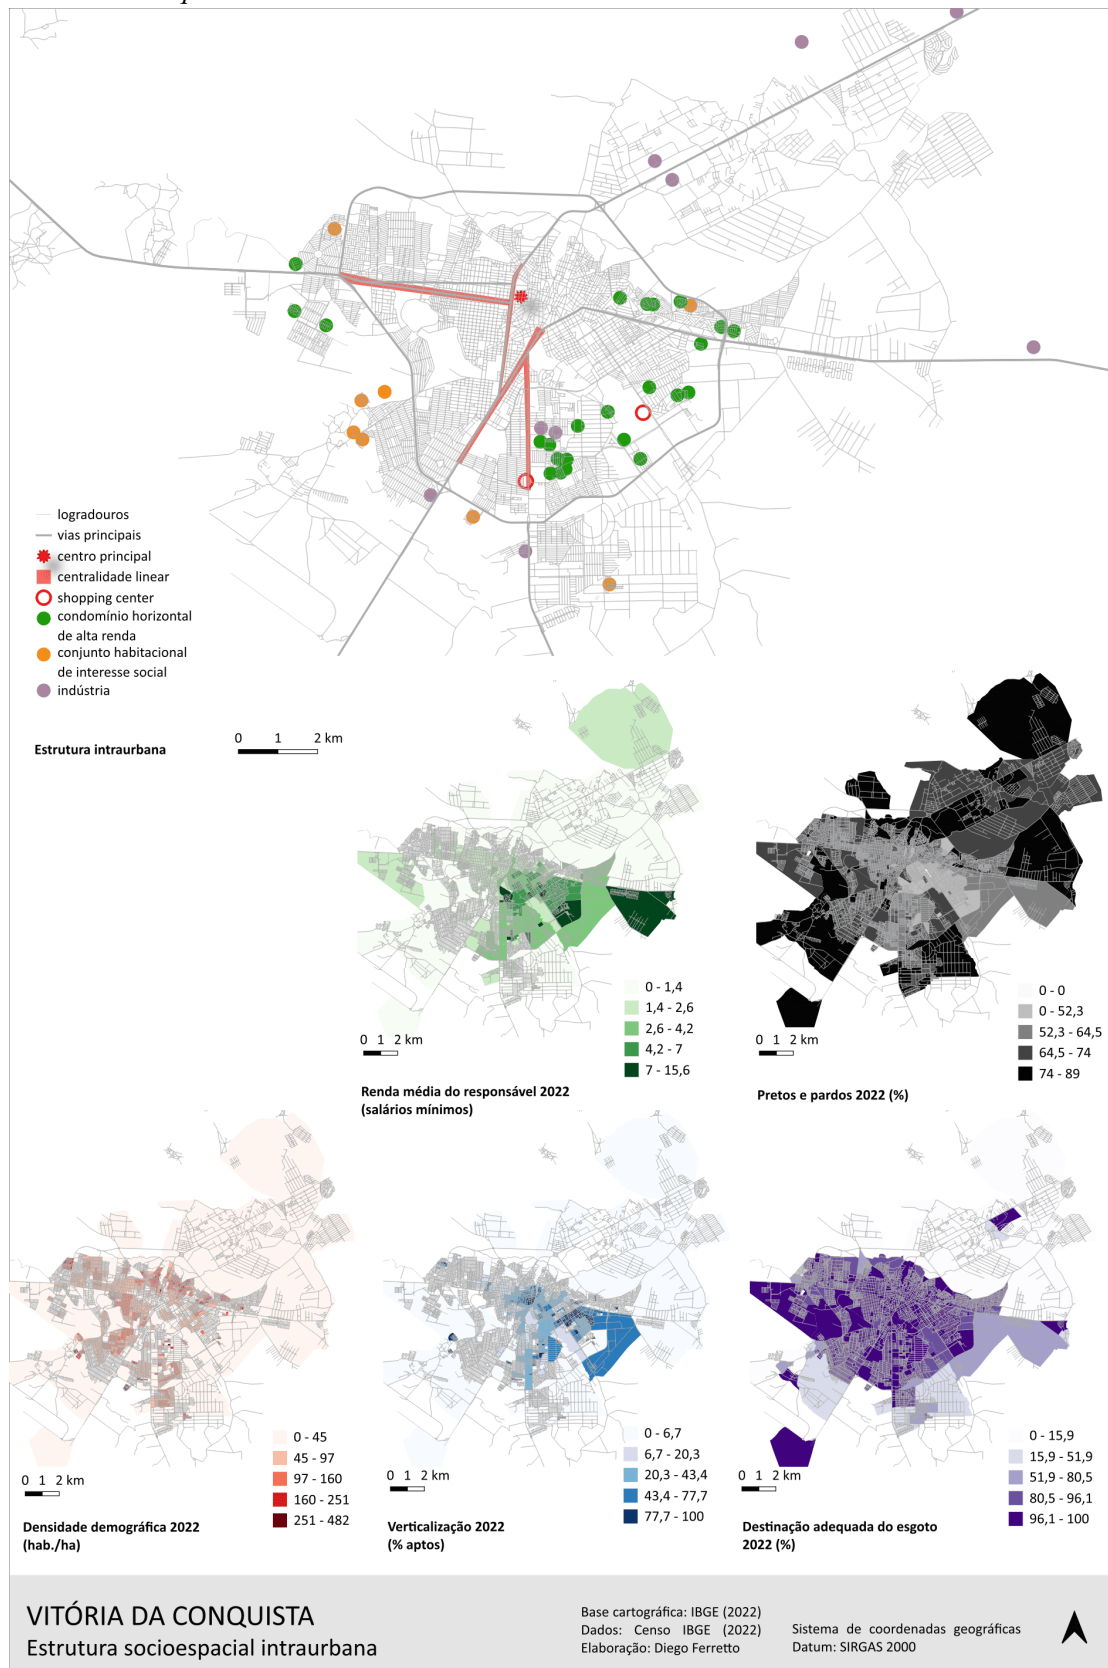 logradouros
vias principais
centro principal
centralidade linear
shopping center
condomínio horizontal
de alta renda
conjunto habitacional
de interesse social
indústria
Estrutura intraurbana
0 1 2 km
0 - 1,4
1,4 - 2,6
2,6 - 4,2
4,2 - 7
7 - 15,6
0 1 2 km
Renda média do responsável 2022
(salários mínimos)
0 - 0
0 - 52,3
52,3 - 64,5
64,5 - 74
74 - 89
0 1 2 km
Pretos e pardos 2022 (%)
0 - 45
45 - 97
97 - 160
160 - 251
251 - 482
0 1 2 km
Densidade demográfica 2022
(hab./ha)
0 - 6,7
6,7 - 20,3
20,3 - 43,4
43,4 - 77,7
77,7 - 100
0 1 2 km
Verticalização 2022
(% aptos)
0 - 15,9
15,9 - 51,9
51,9 - 80,5
80,5 - 96,1
96,1 - 100
0 1 2 km
Destinação adequada do esgoto
2022 (%)
VITÓRIA DA CONQUISTA
Estrutura socioespacial intraurbana
Base cartográfica: IBGE (2022)
Dados: Censo IBGE (2022)
Elaboração: Diego Ferretto
Sistema de coordenadas geográficas
Datum: SIRGAS 2000